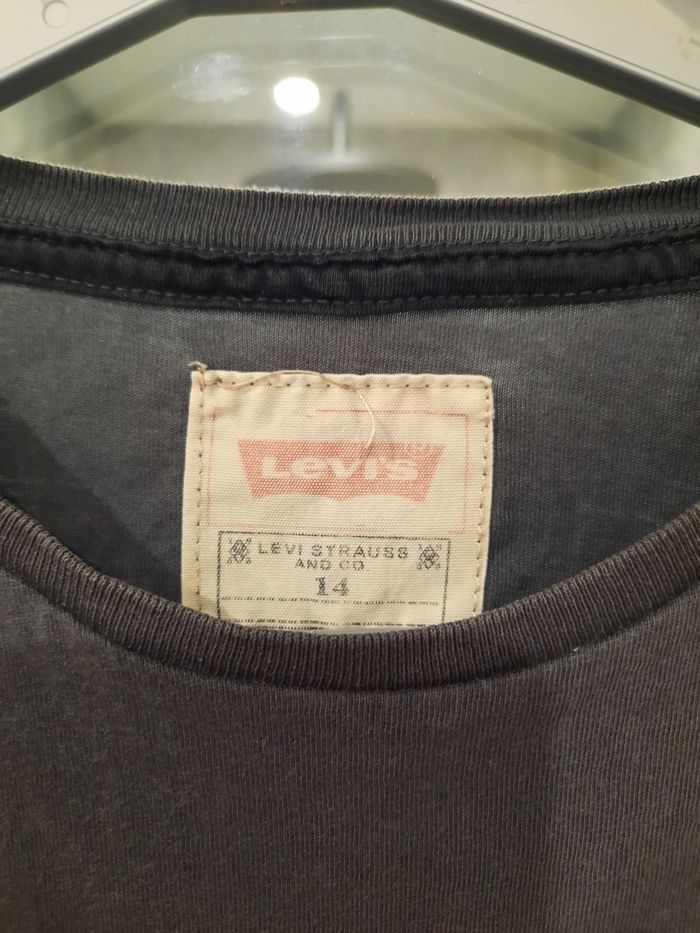 LEVI'S
LEVI STRAUSS
AND CO.
14